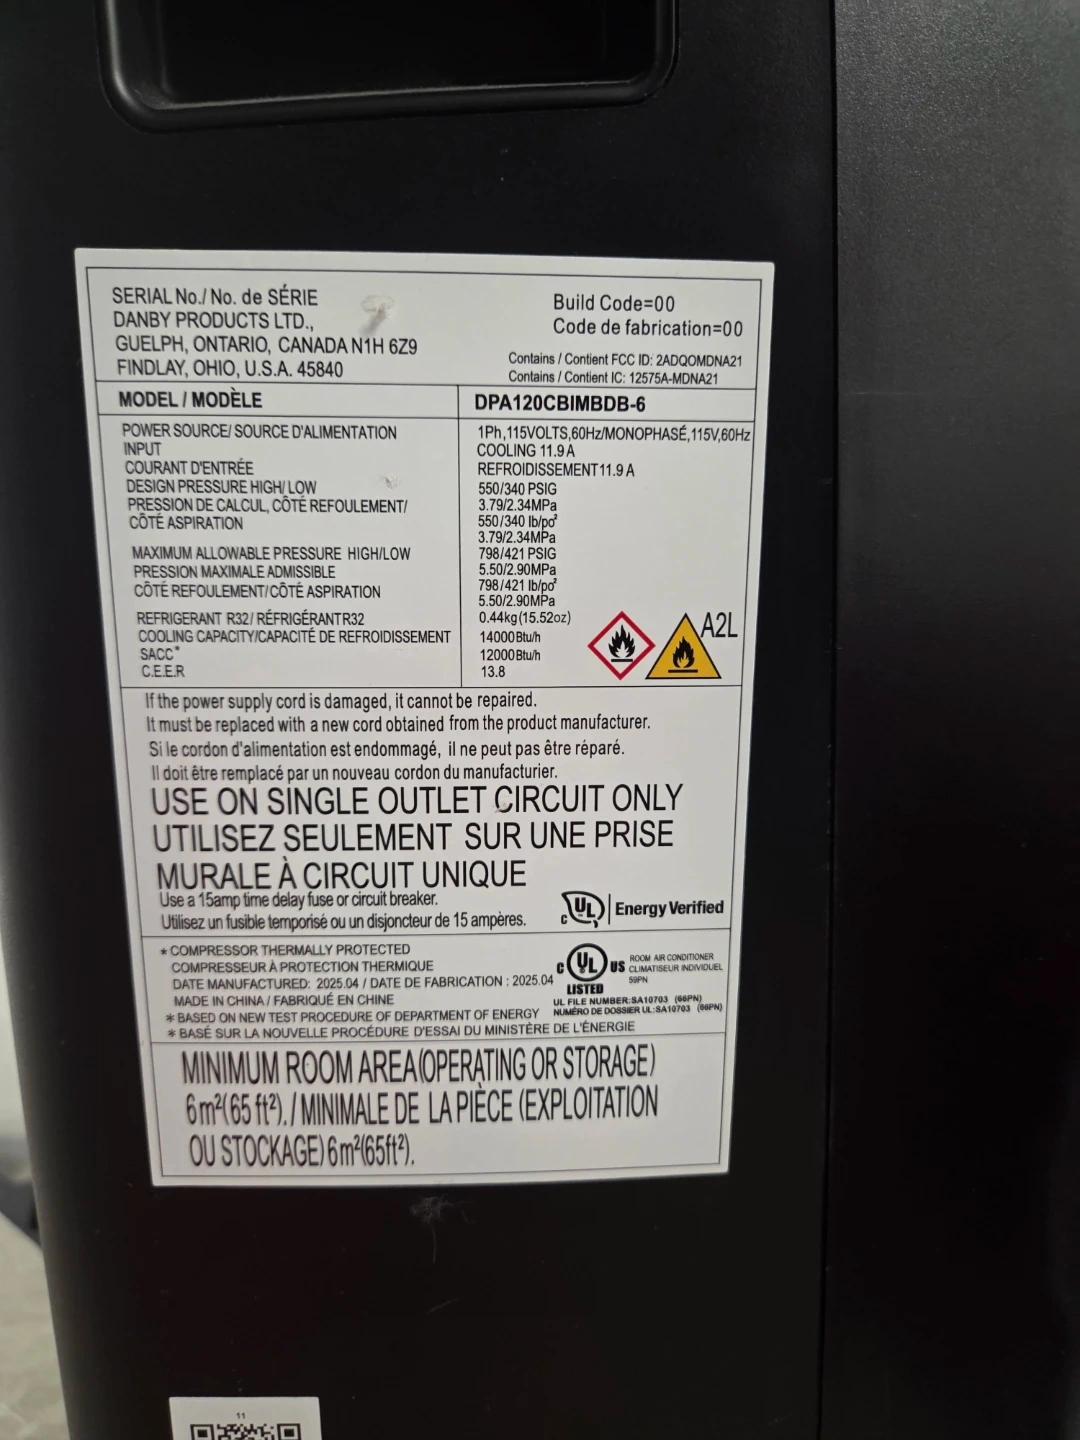 SERIAL No./ No. de SÉRIE
DANBY PRODUCTS LTD.,
GUELPH, ONTARIO, CANADA N1H 6Z9
FINDLAY, OHIO, U.S.A. 45840
Build Code=00
Code de fabrication=00
Contains / Contient FCC ID: 2ADQOMDNA21
Contains / Contient IC: 12575A-MDNA21
MODEL / MODÈLE
DPA120CBIMBDB-6
POWER SOURCE/ SOURCE D'ALIMENTATION
INPUT
COURANT D'ENTRÉE
DESIGN PRESSURE HIGH/ LOW
PRESSION DE CALCUL, CÔTÉ REFOULEMENT/
CÔTÉ ASPIRATION
MAXIMUM ALLOWABLE PRESSURE HIGH/LOW
PRESSION MAXIMALE ADMISSIBLE
CÔTÉ REFOULEMENT/CÔTÉ ASPIRATION
REFRIGERANT R32/ RÉFRIGÉRANT R32
COOLING CAPACITY/CAPACITÉ DE REFROIDISSEMENT
SACC*
C.E.E.R
1Ph,115VOLTS,60Hz/MONOPHASÉ,115V,60Hz
COOLING 11.9 A
REFROIDISSEMENT 11.9 A
550/340 PSIG
3.79/2.34MPa
550/340 lb/po²
3.79/2.34MPa
798/421 PSIG
5.50/2.90MPa
798/421 lb/po²
5.50/2.90MPa
0.44kg(15.52oz)
14000Btu/h
12000Btu/h
13.8
A2L
If the power supply cord is damaged, it cannot be repaired.
It must be replaced with a new cord obtained from the product manufacturer.
Si le cordon d'alimentation est endommagé, il ne peut pas être réparé.
Il doit être remplacé par un nouveau cordon du manufacturier.
USE ON SINGLE OUTLET CIRCUIT ONLY
UTILISEZ SEULEMENT SUR UNE PRISE
MURALE À CIRCUIT UNIQUE
Use a 15amp time delay fuse or circuit breaker.
Utilisez un fusible temporisé ou un disjoncteur de 15 ampères.
C UL Energy Verified
* COMPRESSOR THERMALLY PROTECTED
COMPRESSEUR À PROTECTION THERMIQUE
DATE MANUFACTURED: 2025.04 / DATE DE FABRICATION : 2025.04
MADE IN CHINA / FABRIQUÉ EN CHINE
* BASED ON NEW TEST PROCEDURE OF DEPARTMENT OF ENERGY
* BASÉ SUR LA NOUVELLE PROCÉDURE D'ESSAI DU MINISTÈRE DE L'ÉNERGIE
C UL US
LISTED
ROOM AIR CONDITIONER
CLIMATISEUR INDIVIDUEL
59PN
UL FILE NUMBER:SA10703 (66PN)
NUMÉRO DE DOSSIER UL:SA10703 (66PN)
MINIMUM ROOM AREA(OPERATING OR STORAGE)
6m²(65 ft²). / MINIMALE DE LA PIÈCE (EXPLOITATION
OU STOCKAGE) 6m²(65ft²).
11